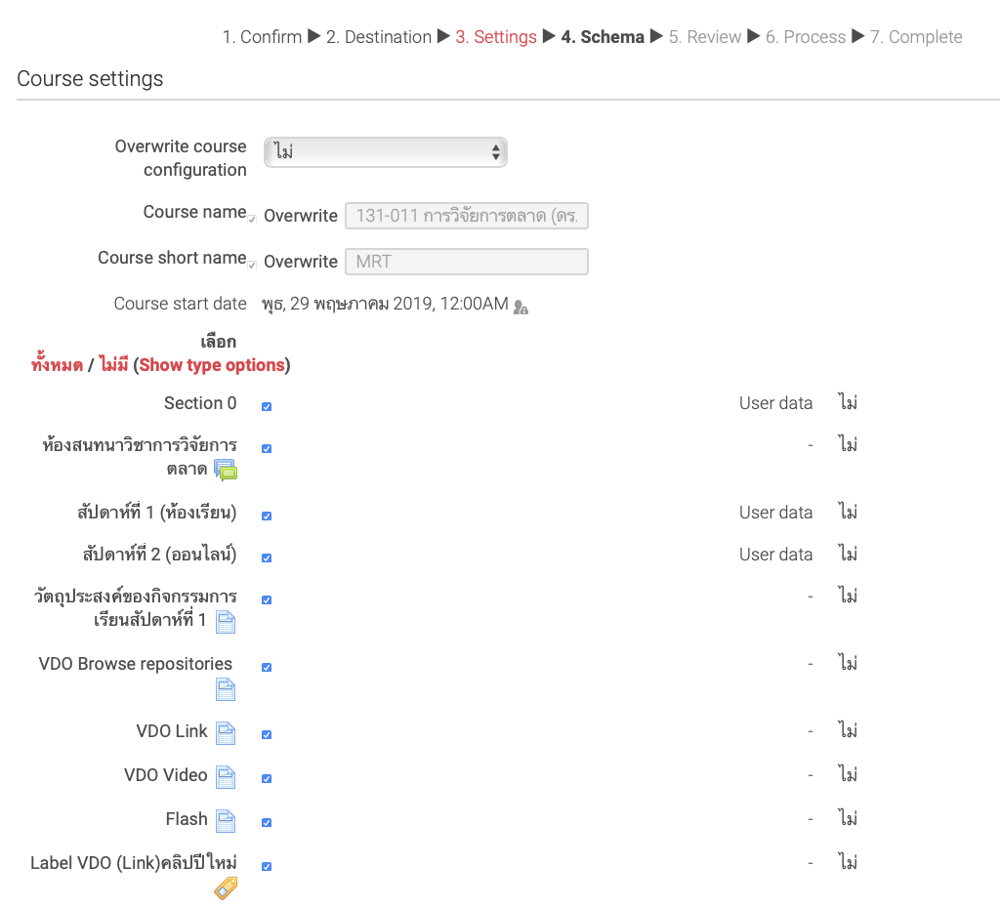 1. Confirm ▶ 2. Destination ▶ 3. Settings ▶ 4. Schema ▶ 5. Review ▶ 6. Process ▶ 7. Complete
Course settings
Overwrite course
configuration
ไม่
Course name Overwrite 131-011 การวิจัยการตลาด (ดร.
Course short name Overwrite MRT
Course start date พุธ, 29 พฤษภาคม 2019, 12:00AM
เลือก
ทั้งหมด / ไม่มี (Show type options)
Section 0 User data ไม่
ห้องสนทนาวิชาการวิจัยการ - ไม่
ตลาด
สัปดาห์ที่ 1 (ห้องเรียน) User data ไม่
สัปดาห์ที่ 2 (ออนไลน์) User data ไม่
วัตถุประสงค์ของกิจกรรมการ - ไม่
เรียนสัปดาห์ที่ 1
VDO Browse repositories - ไม่
VDO Link - ไม่
VDO Video - ไม่
Flash - ไม่
Label VDO (Link)คลิปปีใหม่ - ไม่